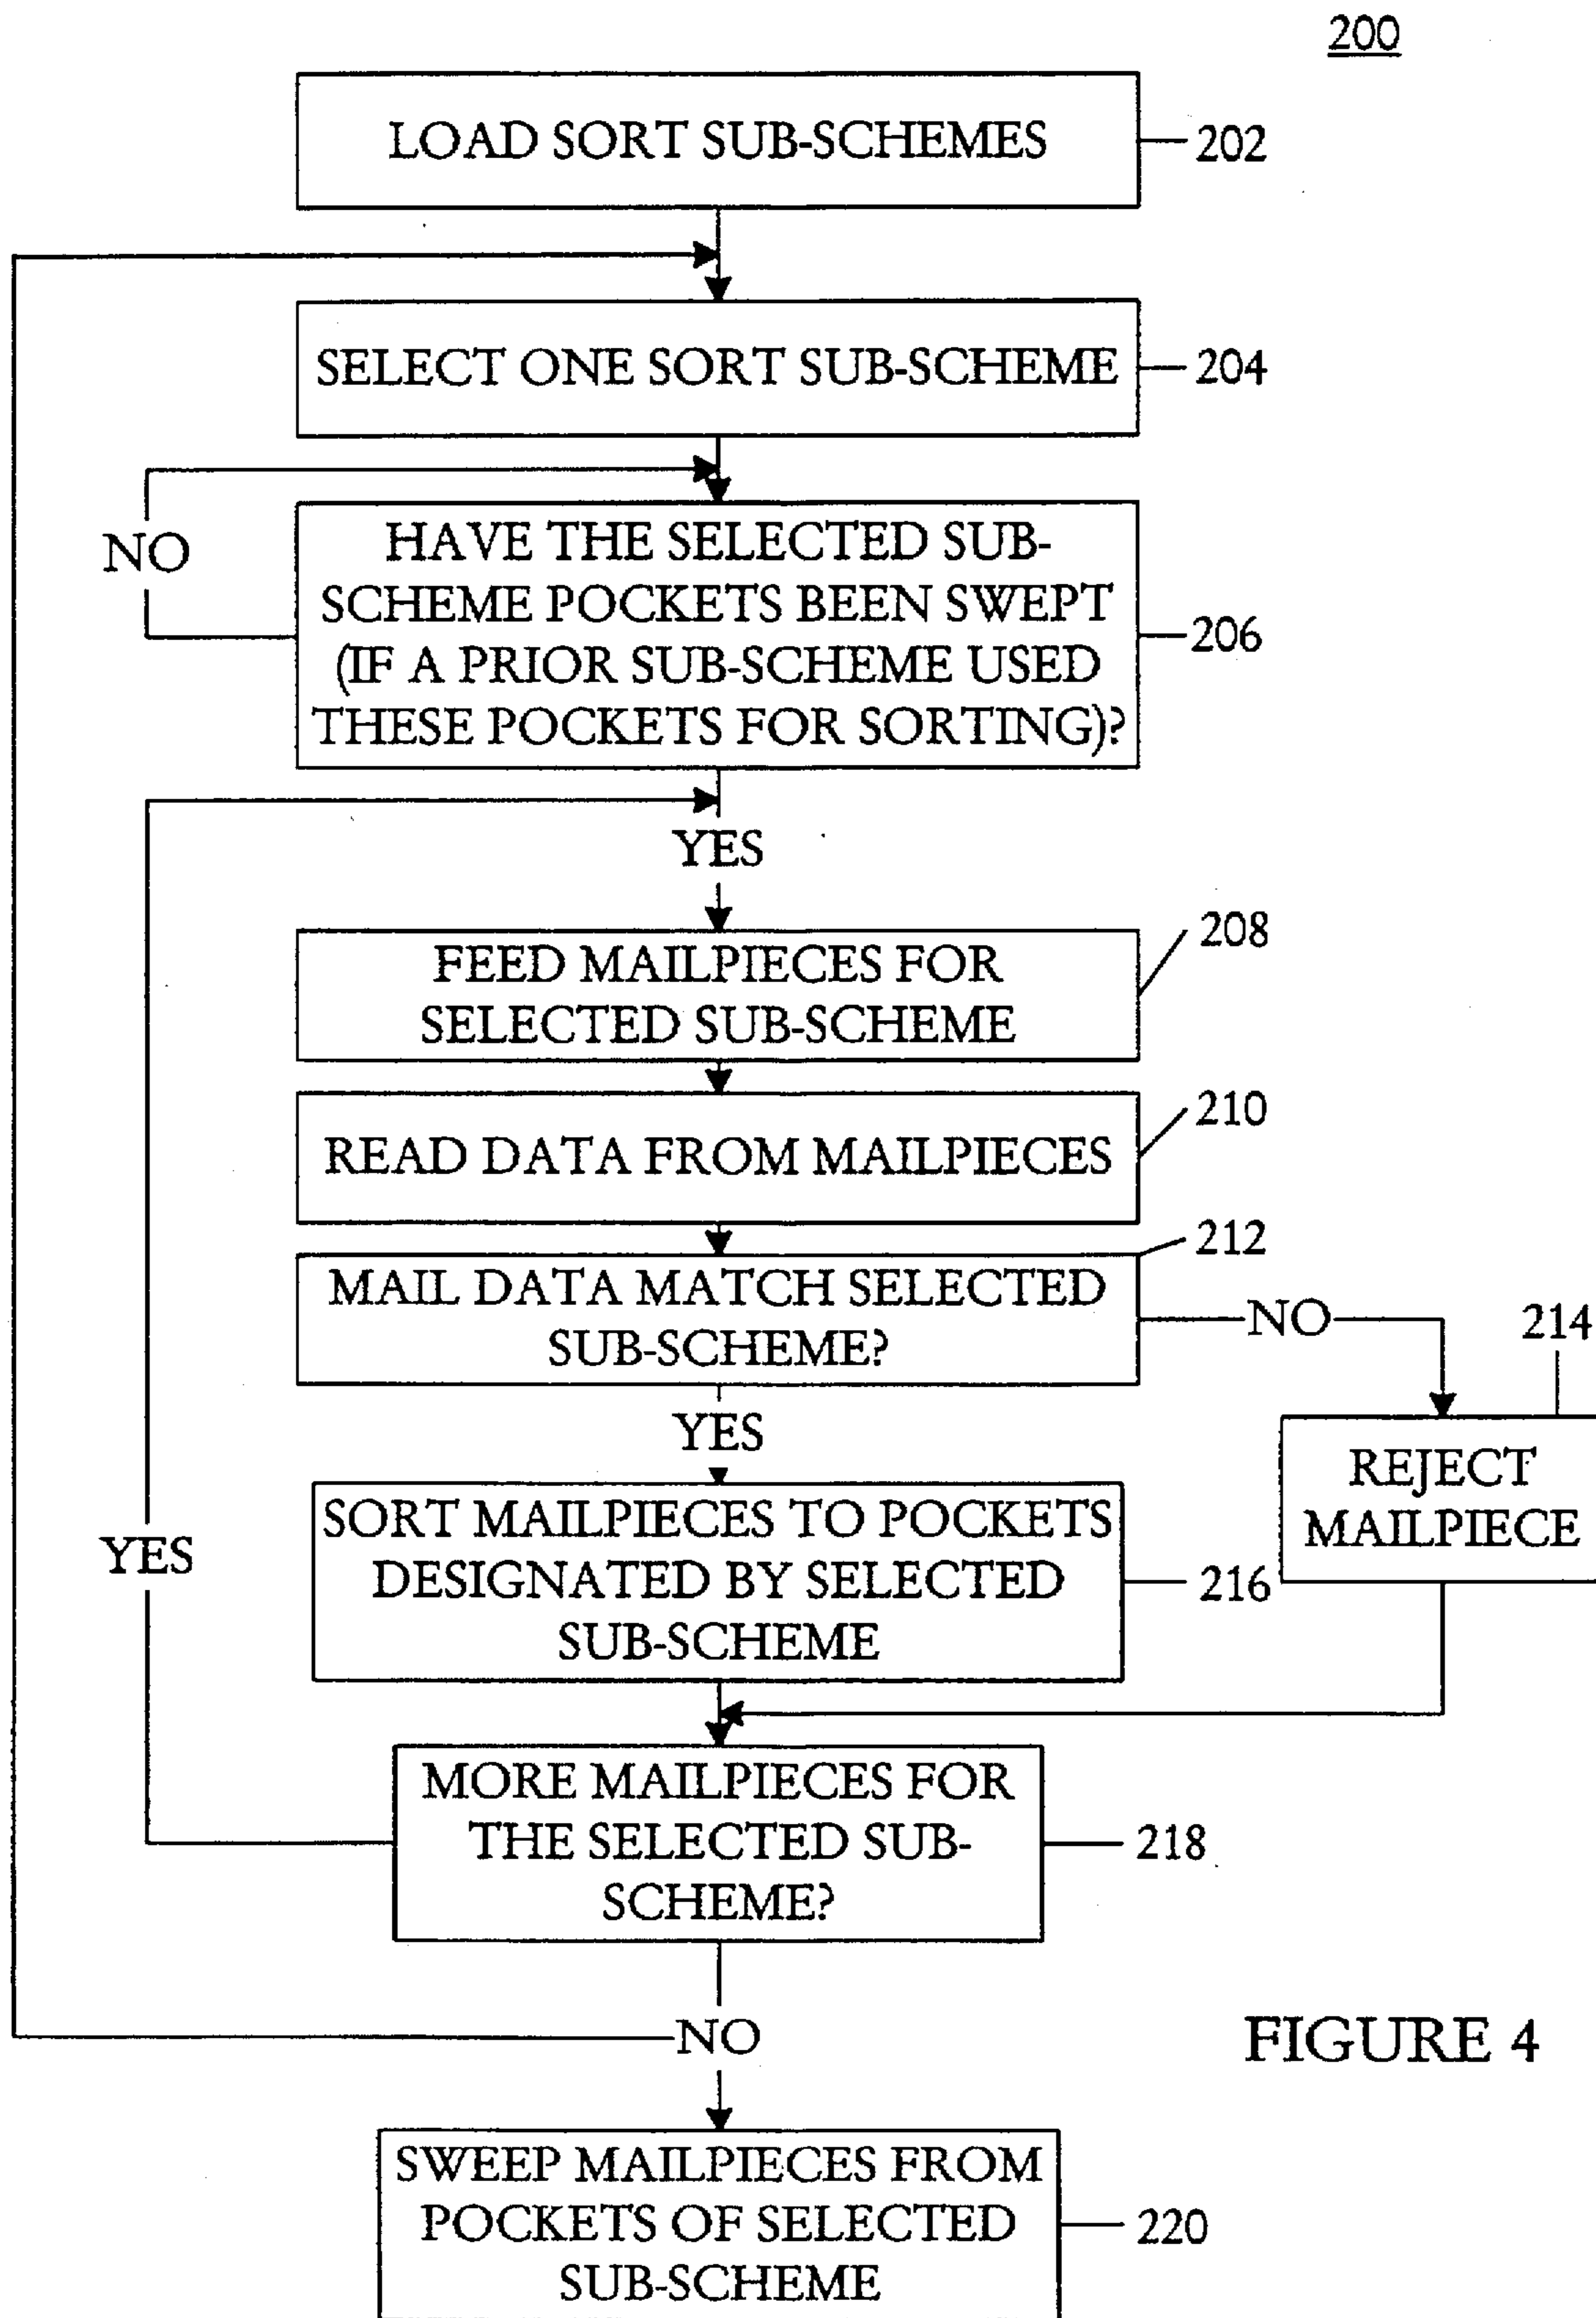 200
LOAD SORT SUB-SCHEMES
202
SELECT ONE SORT SUB-SCHEME
204
NO
HAVE THE SELECTED SUB-
SCHEME POCKETS BEEN SWEPT
(IF A PRIOR SUB-SCHEME USED
THESE POCKETS FOR SORTING)?
206
YES
FEED MAILPIECES FOR
SELECTED SUB-SCHEME
208
READ DATA FROM MAILPIECES
210
MAIL DATA MATCH SELECTED
SUB-SCHEME?
212
NO
214
REJECT
MAILPIECE
YES
SORT MAILPIECES TO POCKETS
DESIGNATED BY SELECTED
SUB-SCHEME
216
YES
MORE MAILPIECES FOR
THE SELECTED SUB-
SCHEME?
218
NO
FIGURE 4
SWEEP MAILPIECES FROM
POCKETS OF SELECTED
SUB-SCHEME
220